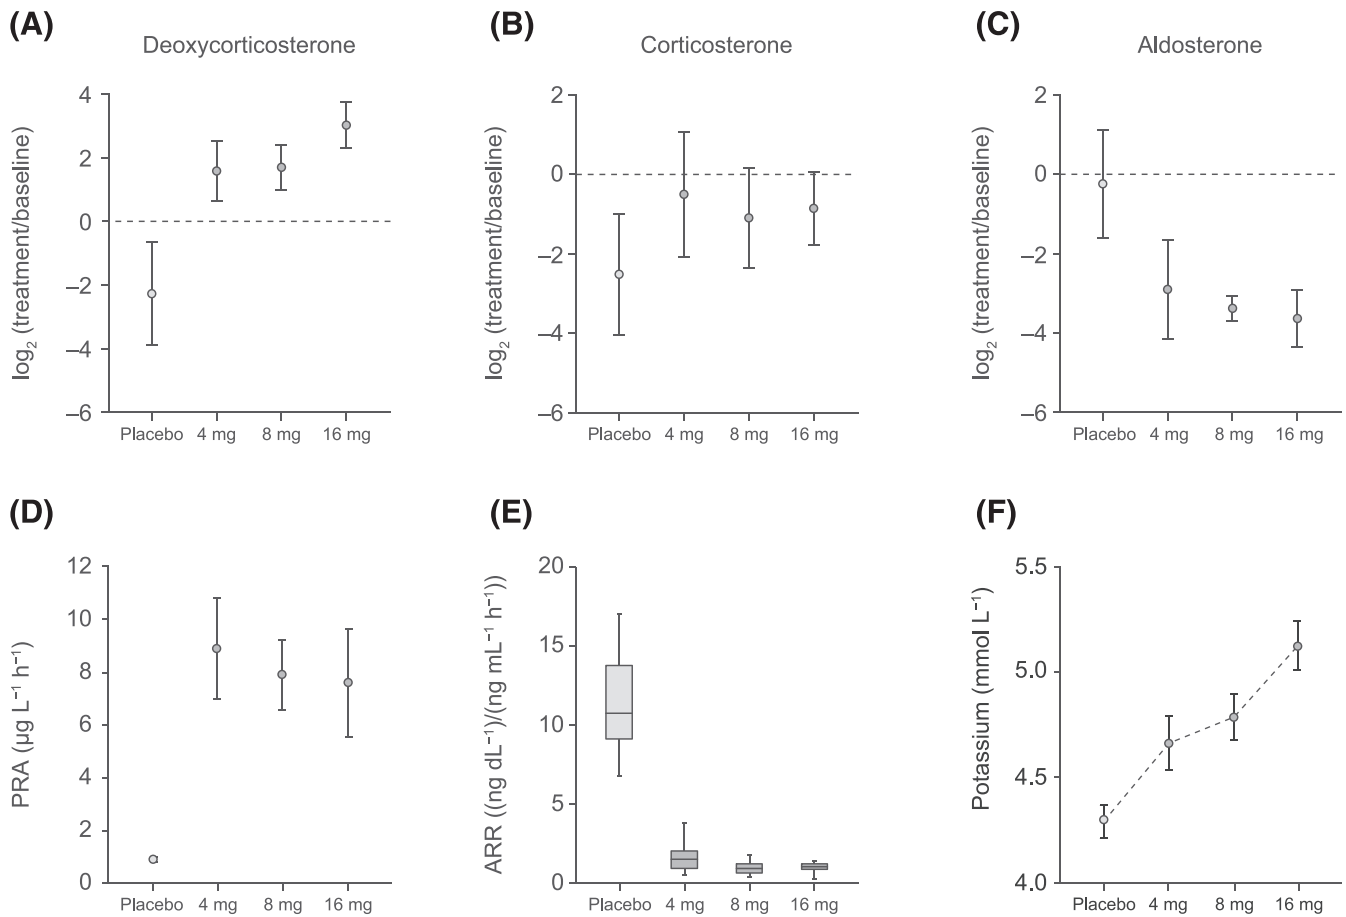 (A)
Deoxycorticosterone
log₂ (treatment/baseline)
4
2
0
–2
–4
–6
Placebo 4 mg 8 mg 16 mg
(B)
Corticosterone
log₂ (treatment/baseline)
2
0
–2
–4
–6
Placebo 4 mg 8 mg 16 mg
(C)
Aldosterone
log₂ (treatment/baseline)
2
0
–2
–4
–6
Placebo 4 mg 8 mg 16 mg
(D)
PRA (µg L⁻¹ h⁻¹)
12
10
8
6
4
2
0
Placebo 4 mg 8 mg 16 mg
(E)
ARR ((ng dL⁻¹)/(ng mL⁻¹ h⁻¹))
20
15
10
5
0
Placebo 4 mg 8 mg 16 mg
(F)
Potassium (mmol L⁻¹)
5.5
5.0
4.5
4.0
Placebo 4 mg 8 mg 16 mg